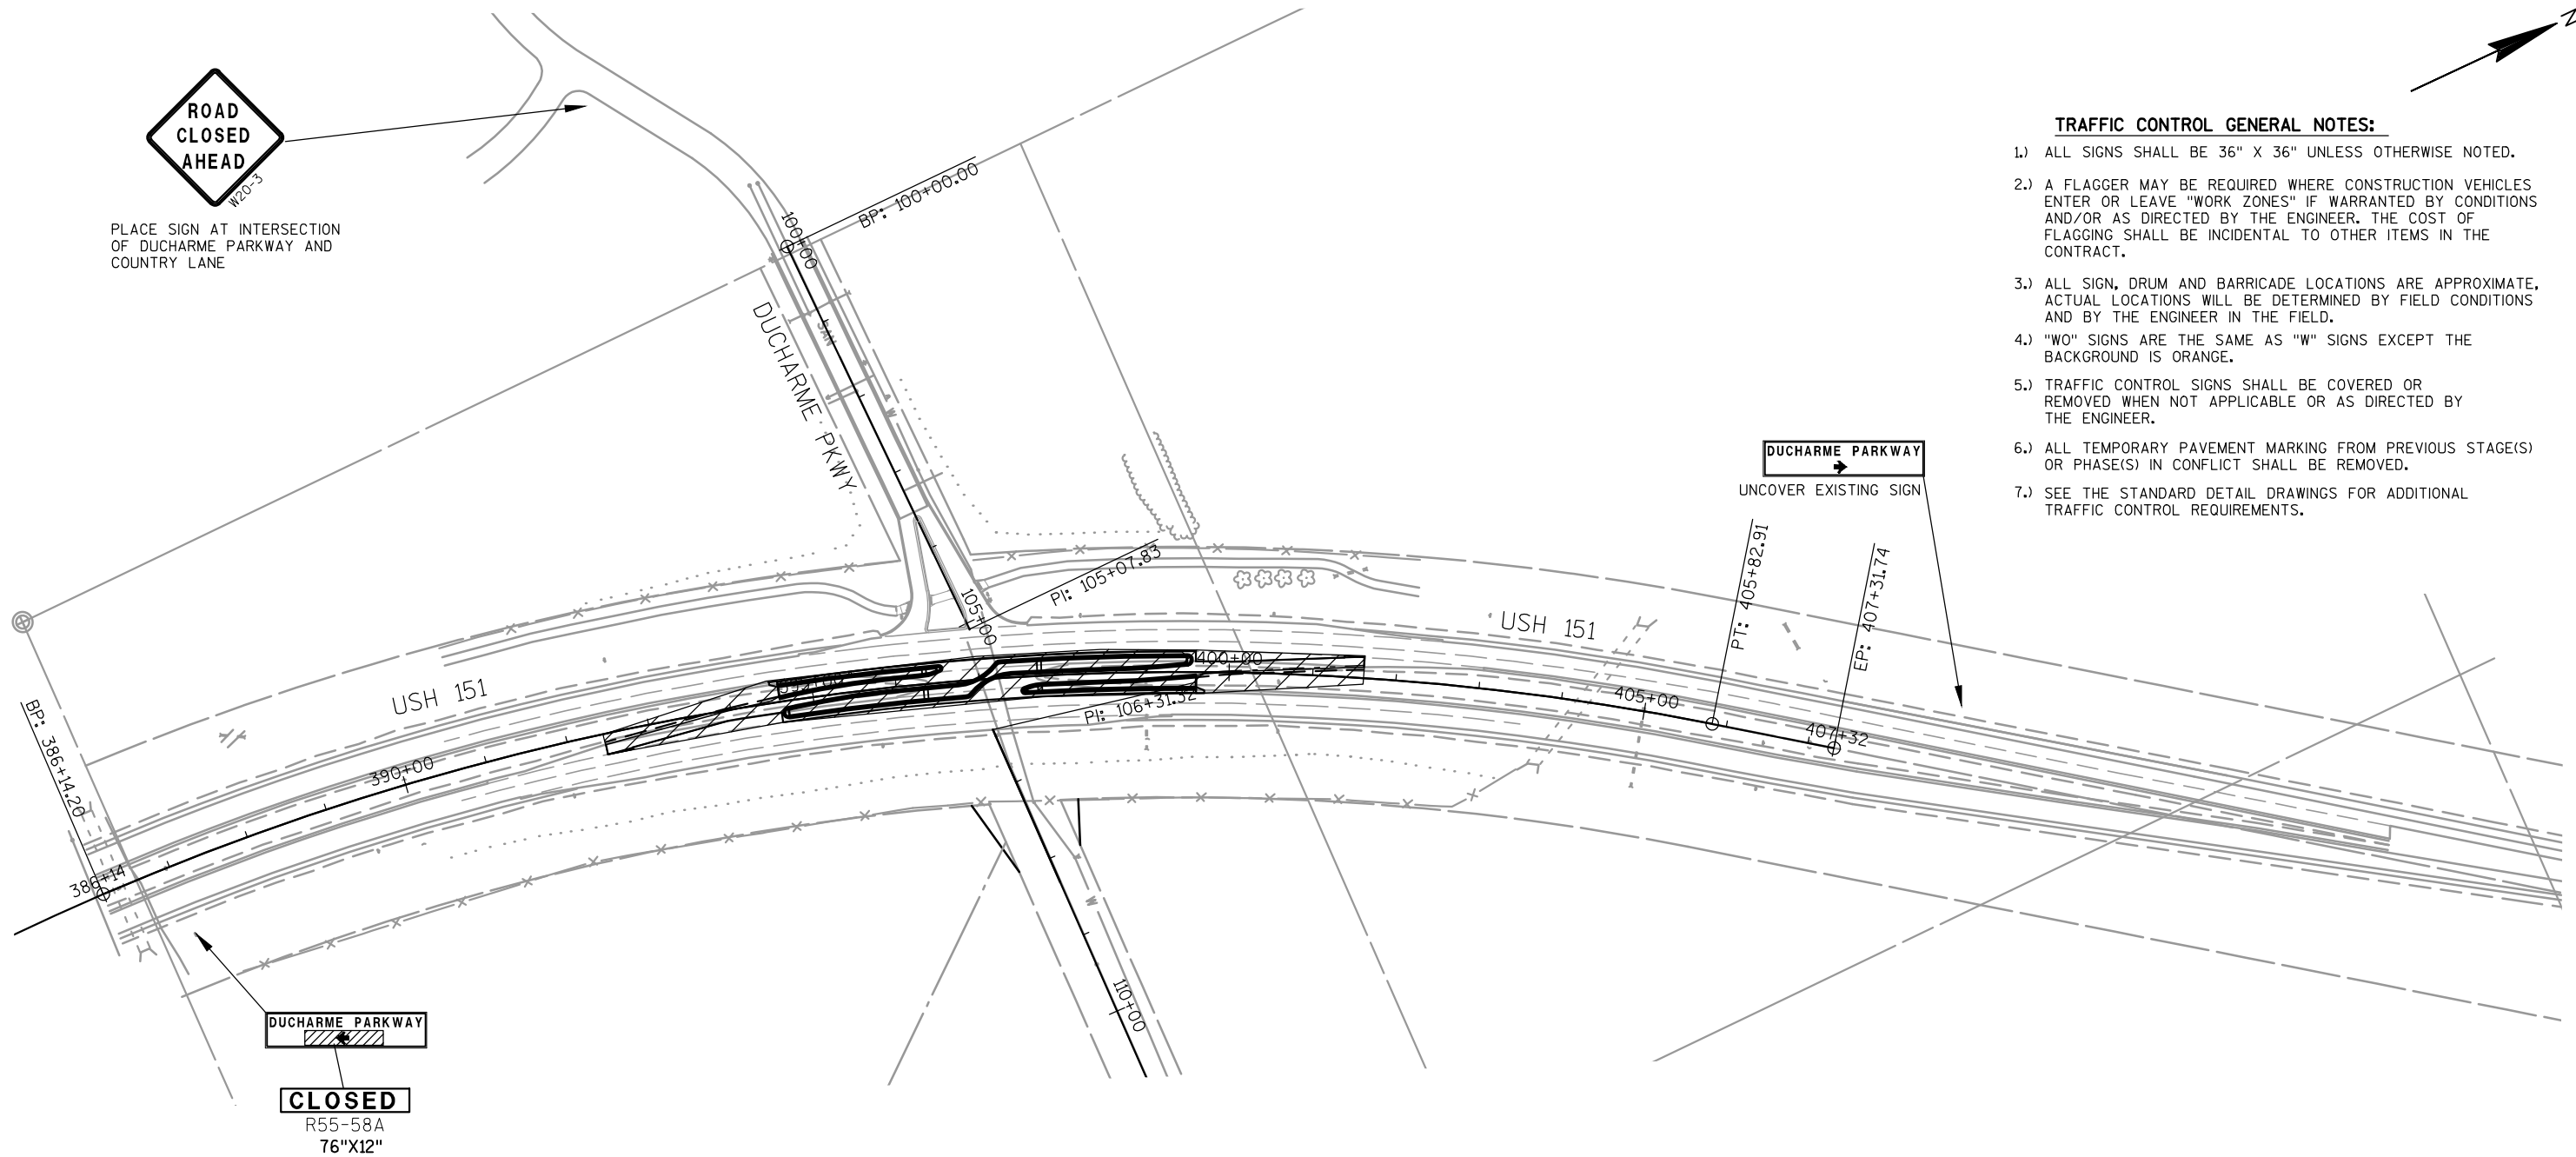 N
ROAD
CLOSED
AHEAD
W20-3
PLACE SIGN AT INTERSECTION
OF DUCHARME PARKWAY AND
COUNTRY LANE
TRAFFIC CONTROL GENERAL NOTES:
1.) ALL SIGNS SHALL BE 36" X 36" UNLESS OTHERWISE NOTED.
2.) A FLAGGER MAY BE REQUIRED WHERE CONSTRUCTION VEHICLES
ENTER OR LEAVE "WORK ZONES" IF WARRANTED BY CONDITIONS
AND/OR AS DIRECTED BY THE ENGINEER. THE COST OF
FLAGGING SHALL BE INCIDENTAL TO OTHER ITEMS IN THE
CONTRACT.
3.) ALL SIGN, DRUM AND BARRICADE LOCATIONS ARE APPROXIMATE,
ACTUAL LOCATIONS WILL BE DETERMINED BY FIELD CONDITIONS
AND BY THE ENGINEER IN THE FIELD.
4.) "WO" SIGNS ARE THE SAME AS "W" SIGNS EXCEPT THE
BACKGROUND IS ORANGE.
5.) TRAFFIC CONTROL SIGNS SHALL BE COVERED OR
REMOVED WHEN NOT APPLICABLE OR AS DIRECTED BY
THE ENGINEER.
6.) ALL TEMPORARY PAVEMENT MARKING FROM PREVIOUS STAGE(S)
OR PHASE(S) IN CONFLICT SHALL BE REMOVED.
7.) SEE THE STANDARD DETAIL DRAWINGS FOR ADDITIONAL
TRAFFIC CONTROL REQUIREMENTS.
BP: 100+00.00
100+00
SAN
W
DUCHARME PKWY
DUCHARME PARKWAY
UNCOVER EXISTING SIGN
PI: 105+07.83
105+00
USH 151
PT: 405+82.91
EP: 407+31.74
400+00
405+00
407+32
PI: 106+31.32
USH 151
390+00
BP: 386+14.20
386+14
W
110+00
DUCHARME PARKWAY
CLOSED
R55-58A
76"X12"